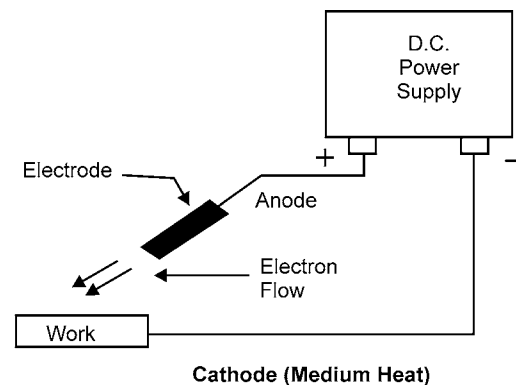 D.C.
Power
Supply
+
–
Electrode
Anode
Electron
Flow
Work
Cathode (Medium Heat)